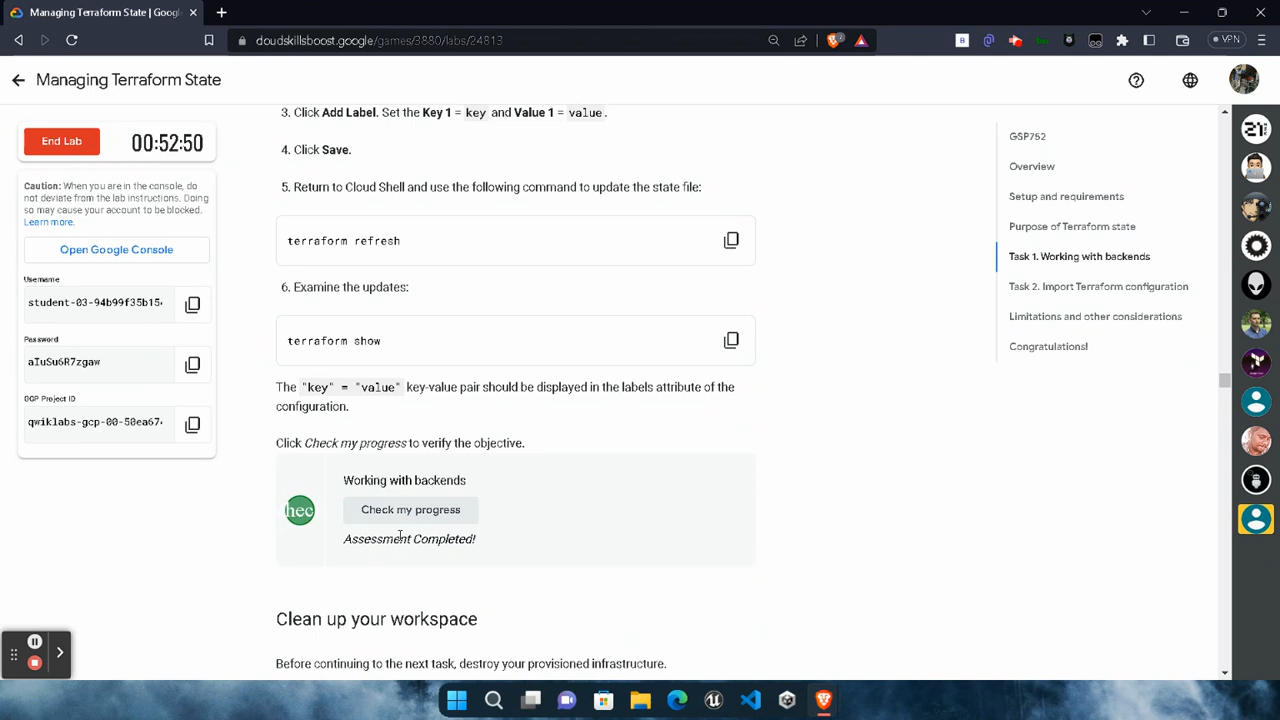 Managing Terraform State | Googl
cloudskillsboost.google/games/3880/labs/24813
2
VPN
Managing Terraform State
End Lab
00:52:50
Caution: When you are in the console, do
not deviate from the lab instructions. Doing
so may cause your account to be blocked.
Learn more.
Open Google Console
Username
student-03-94b99f35b15
Password
aIuSu6R7zgaw
GCP Project ID
qwiklabs-gcp-00-50ea67
3. Click Add Label. Set the Key 1 = key and Value 1 = value.
4. Click Save.
5. Return to Cloud Shell and use the following command to update the state file:
terraform refresh
6. Examine the updates:
terraform show
The "key" = "value" key-value pair should be displayed in the labels attribute of the
configuration.
Click Check my progress to verify the objective.
hec
Working with backends
Check my progress
Assessment Completed!
Clean up your workspace
Before continuing to the next task, destroy your provisioned infrastructure.
GSP752
Overview
Setup and requirements
Purpose of Terraform state
Task 1. Working with backends
Task 2. Import Terraform configuration
Limitations and other considerations
Congratulations!